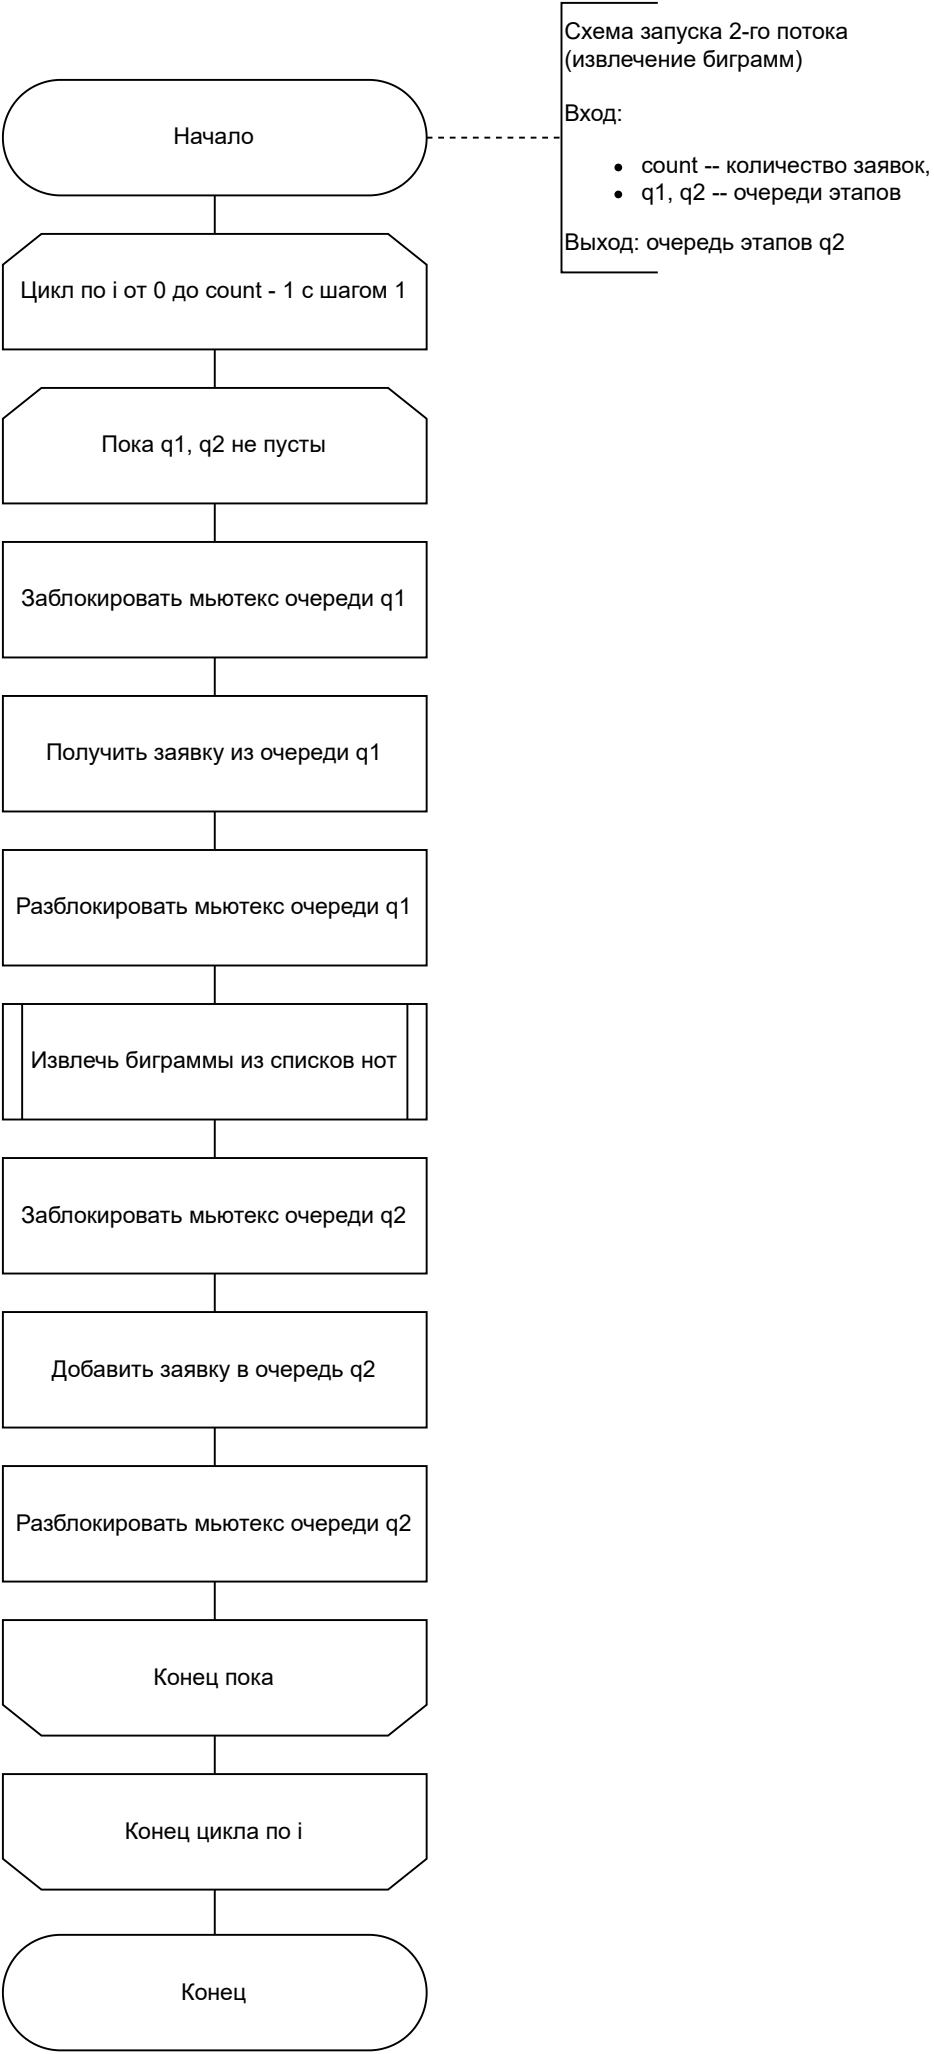 Схема запуска 2-го потока
(извлечение биграмм)
Вход:
count -- количество заявок,
q1, q2 -- очереди этапов
Выход: очередь этапов q2
Начало
Цикл по i от 0 до count - 1 с шагом 1
Пока q1, q2 не пусты
Заблокировать мьютекс очереди q1
Получить заявку из очереди q1
Разблокировать мьютекс очереди q1
Извлечь биграммы из списков нот
Заблокировать мьютекс очереди q2
Добавить заявку в очередь q2
Разблокировать мьютекс очереди q2
Конец пока
Конец цикла по i
Конец